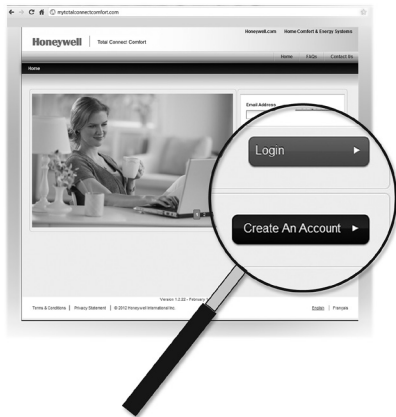 mytotalconnectcomfort.com
Honeywell.com Home Comfort & Energy Systems
Honeywell Total Connect Comfort
Home FAQs Contact Us
Home
Email Address
Login
Create An Account
Terms & Conditions | Privacy Statement | © 2012 Honeywell International Inc.
English | Français